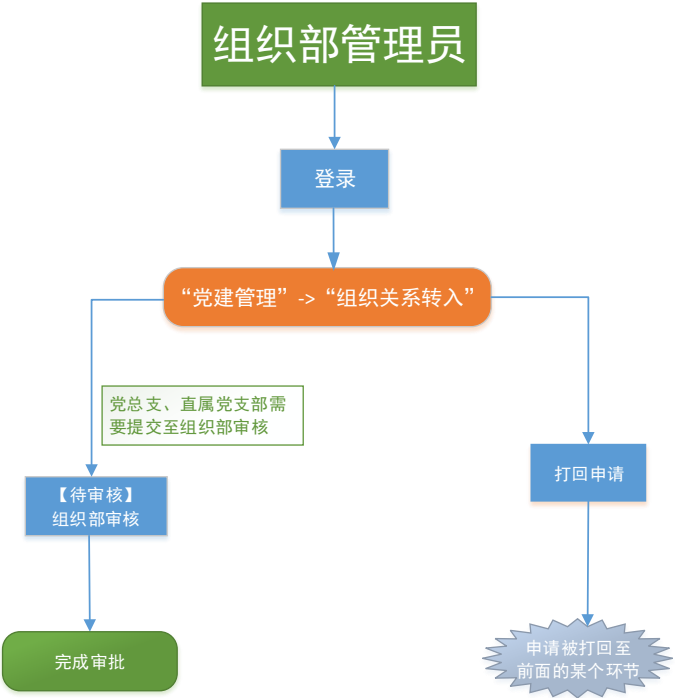 组织部管理员
登录
“党建管理” -> “组织关系转入”
党总支、直属党支部需
要提交至组织部审核
【待审核】
组织部审核
打回申请
完成审批
申请被打回至
前面的某个环节